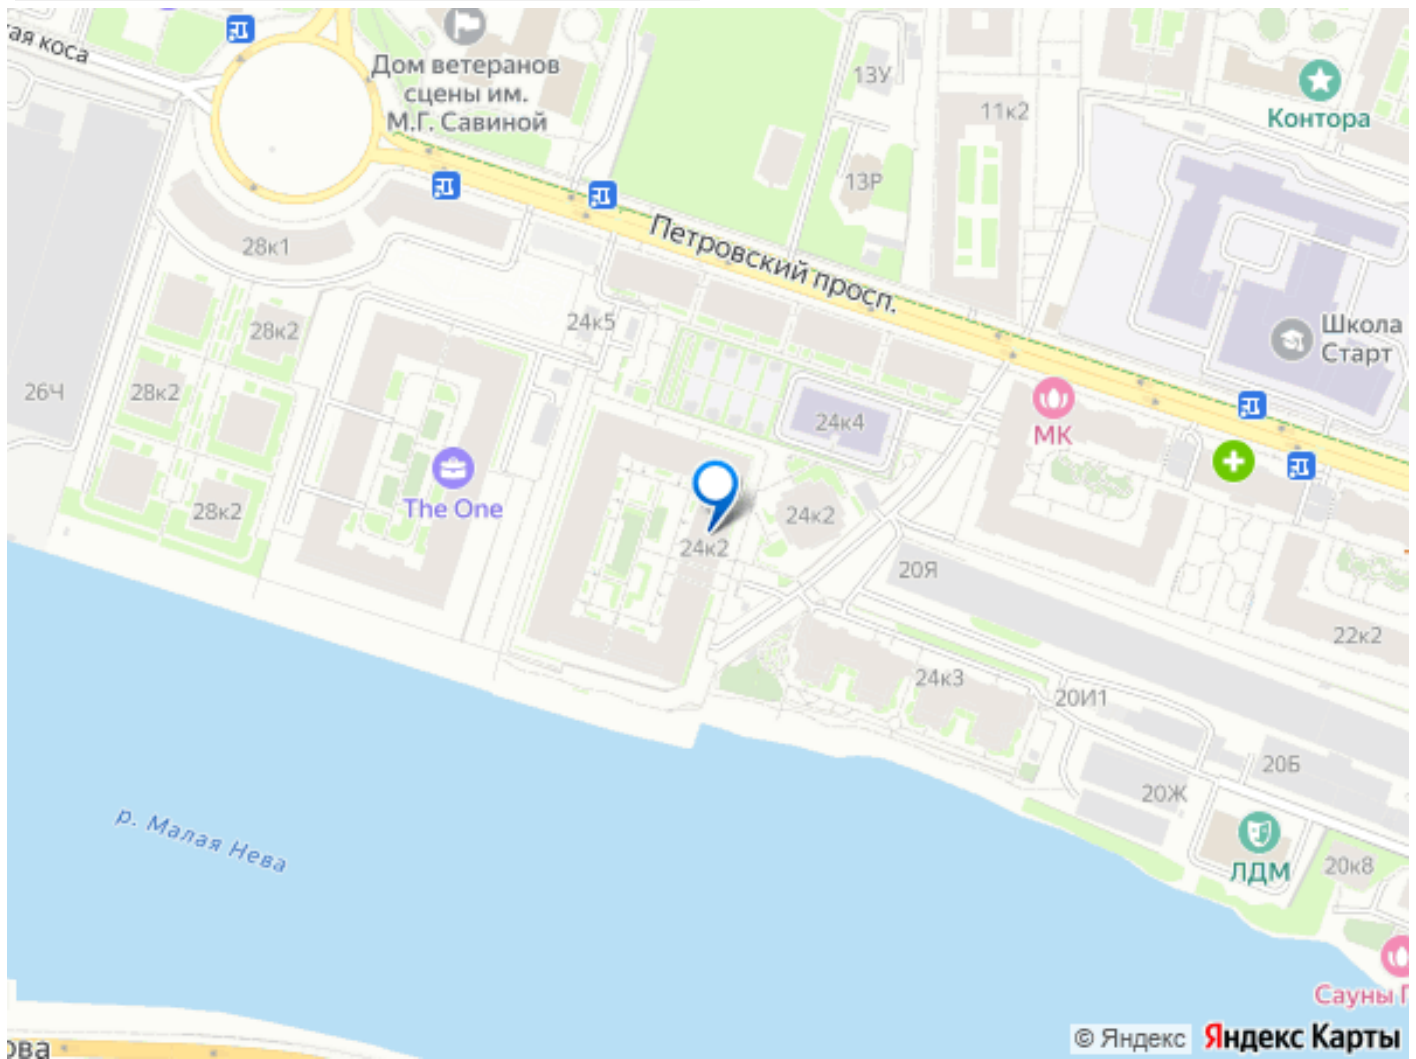 ая коса
Дом ветеранов
сцены им.
М.Г. Савиной
13У
11к2
Контора
13Р
Петровский просп.
28к1
24к5
28к2
Школа
Старт
26Ч
28к2
24к4
МК
The One
28к2
24к2
24к2
20Я
22к2
24к3
20И1
20Б
20Ж
р. Малая Нева
ЛДМ
20к8
Сауны
ова
© Яндекс
Яндекс Карты